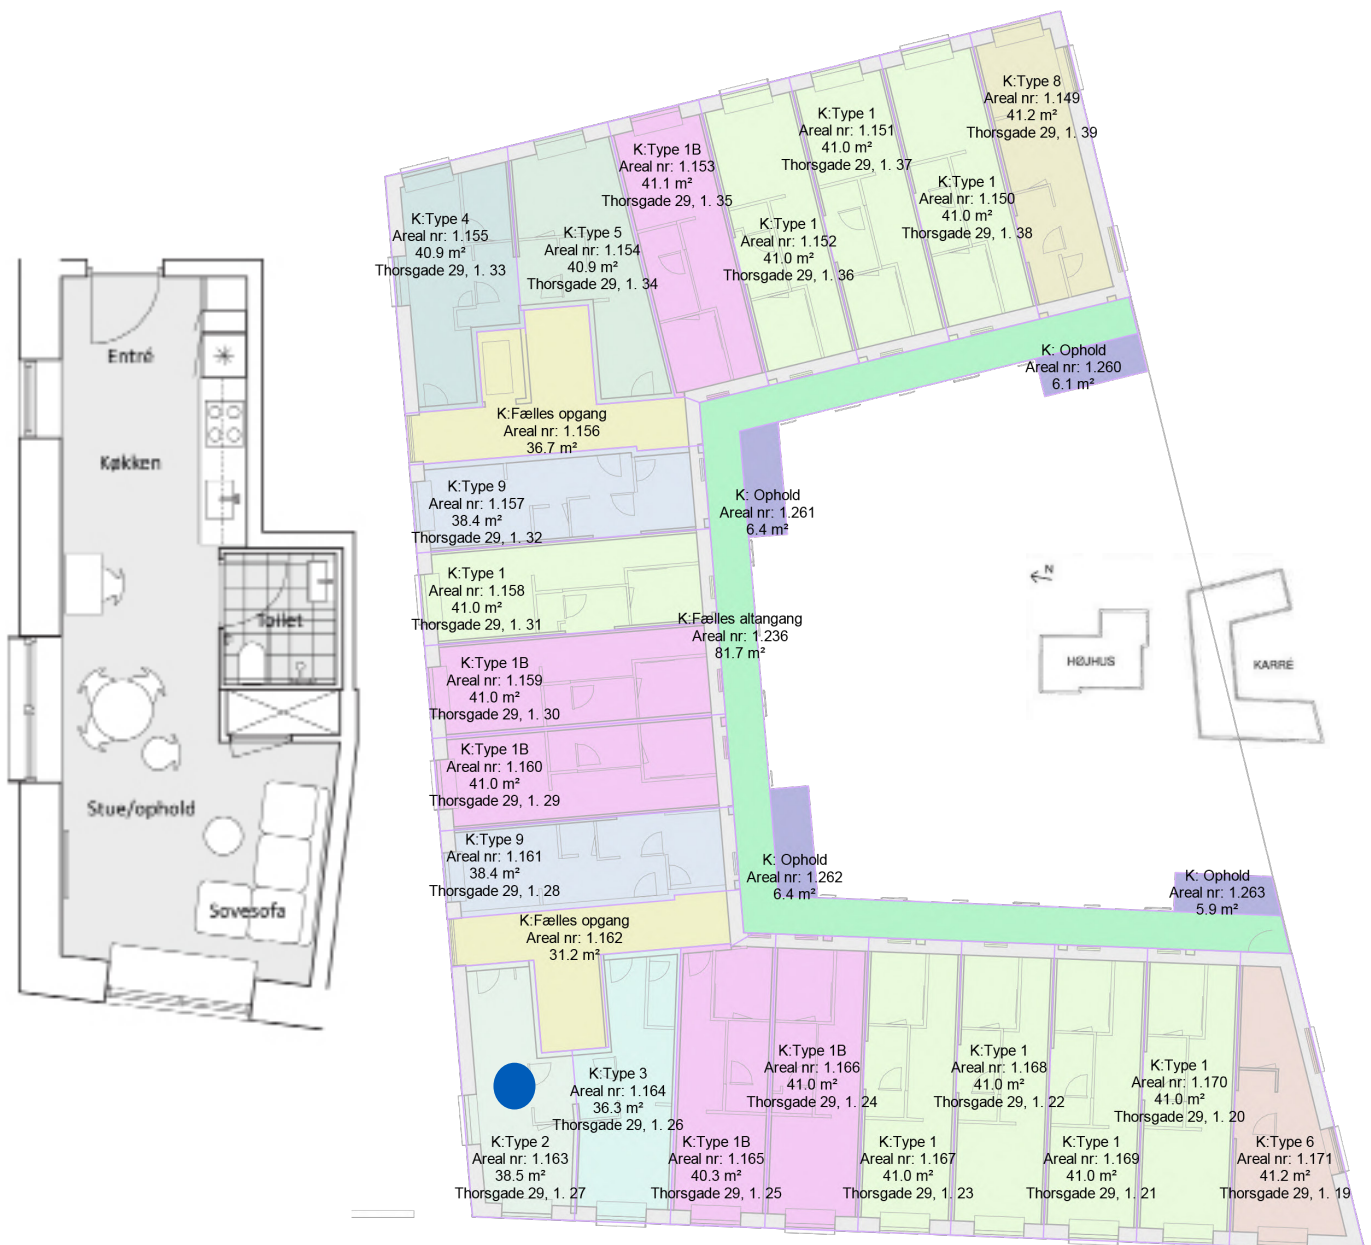 Entré
Køkken
Toilet
Stue/ophold
Sovesofa
K:Type 8
Areal nr: 1.149
41.2 m²
Thorsgade 29, 1. 39
K:Type 1
Areal nr: 1.151
41.0 m²
Thorsgade 29, 1. 37
K:Type 1B
Areal nr: 1.153
41.1 m²
Thorsgade 29, 1. 35
K:Type 1
Areal nr: 1.150
41.0 m²
Thorsgade 29, 1. 38
K:Type 4
Areal nr: 1.155
40.9 m²
Thorsgade 29, 1. 33
K:Type 5
Areal nr: 1.154
40.9 m²
Thorsgade 29, 1. 34
K:Type 1
Areal nr: 1.152
41.0 m²
Thorsgade 29, 1. 36
K: Ophold
Areal nr: 1.260
6.1 m²
K:Fælles opgang
Areal nr: 1.156
36.7 m²
K:Type 9
Areal nr: 1.157
38.4 m²
Thorsgade 29, 1. 32
K: Ophold
Areal nr: 1.261
6.4 m²
K:Type 1
Areal nr: 1.158
41.0 m²
Thorsgade 29, 1. 31
K:Fælles altangang
Areal nr: 1.236
81.7 m²
N
HØJHUS
KARRÉ
K:Type 1B
Areal nr: 1.159
41.0 m²
Thorsgade 29, 1. 30
K:Type 1B
Areal nr: 1.160
41.0 m²
Thorsgade 29, 1. 29
K:Type 9
Areal nr: 1.161
38.4 m²
Thorsgade 29, 1. 28
K: Ophold
Areal nr: 1.262
6.4 m²
K: Ophold
Areal nr: 1.263
5.9 m²
K:Fælles opgang
Areal nr: 1.162
31.2 m²
K:Type 3
Areal nr: 1.164
36.3 m²
Thorsgade 29, 1. 26
K:Type 1B
Areal nr: 1.166
41.0 m²
Thorsgade 29, 1. 24
K:Type 1
Areal nr: 1.168
41.0 m²
Thorsgade 29, 1. 22
K:Type 1
Areal nr: 1.170
41.0 m²
Thorsgade 29, 1. 20
K:Type 2
Areal nr: 1.163
38.5 m²
Thorsgade 29, 1. 27
K:Type 1B
Areal nr: 1.165
40.3 m²
Thorsgade 29, 1. 25
K:Type 1
Areal nr: 1.167
41.0 m²
Thorsgade 29, 1. 23
K:Type 1
Areal nr: 1.169
41.0 m²
Thorsgade 29, 1. 21
K:Type 6
Areal nr: 1.171
41.2 m²
Thorsgade 29, 1. 19